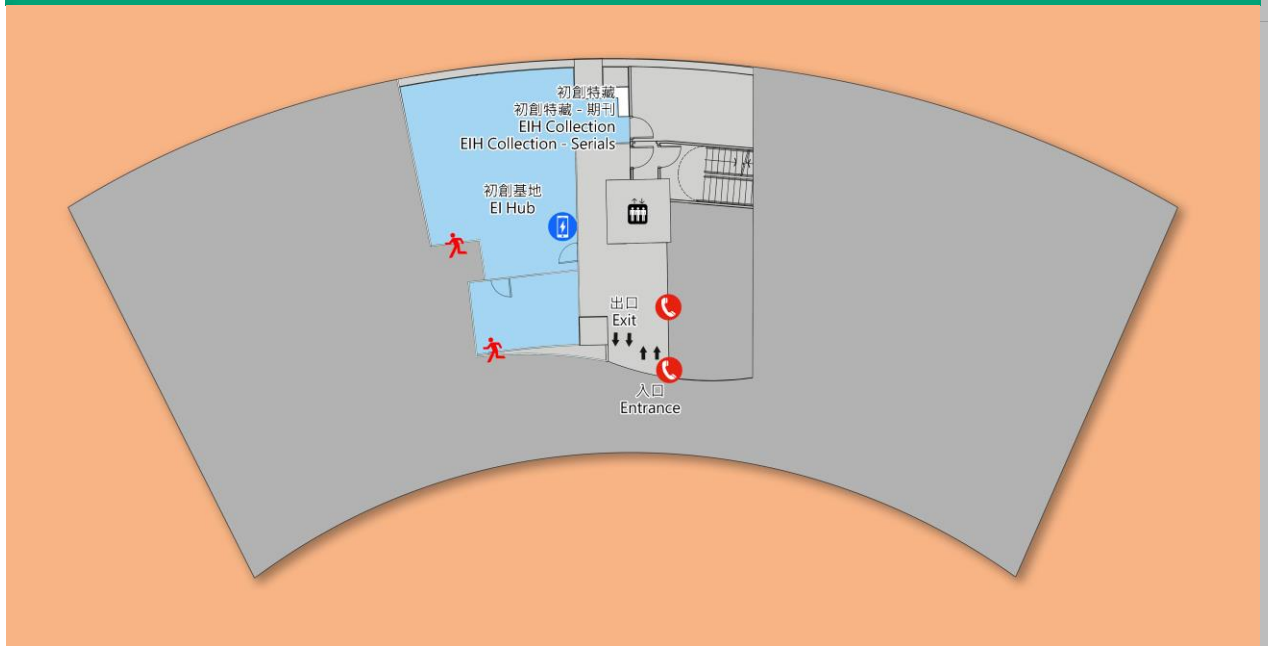 初創特藏
初創特藏 - 期刊
EIH Collection
EIH Collection - Serials
初創基地
EI Hub
出口
Exit
入口
Entrance